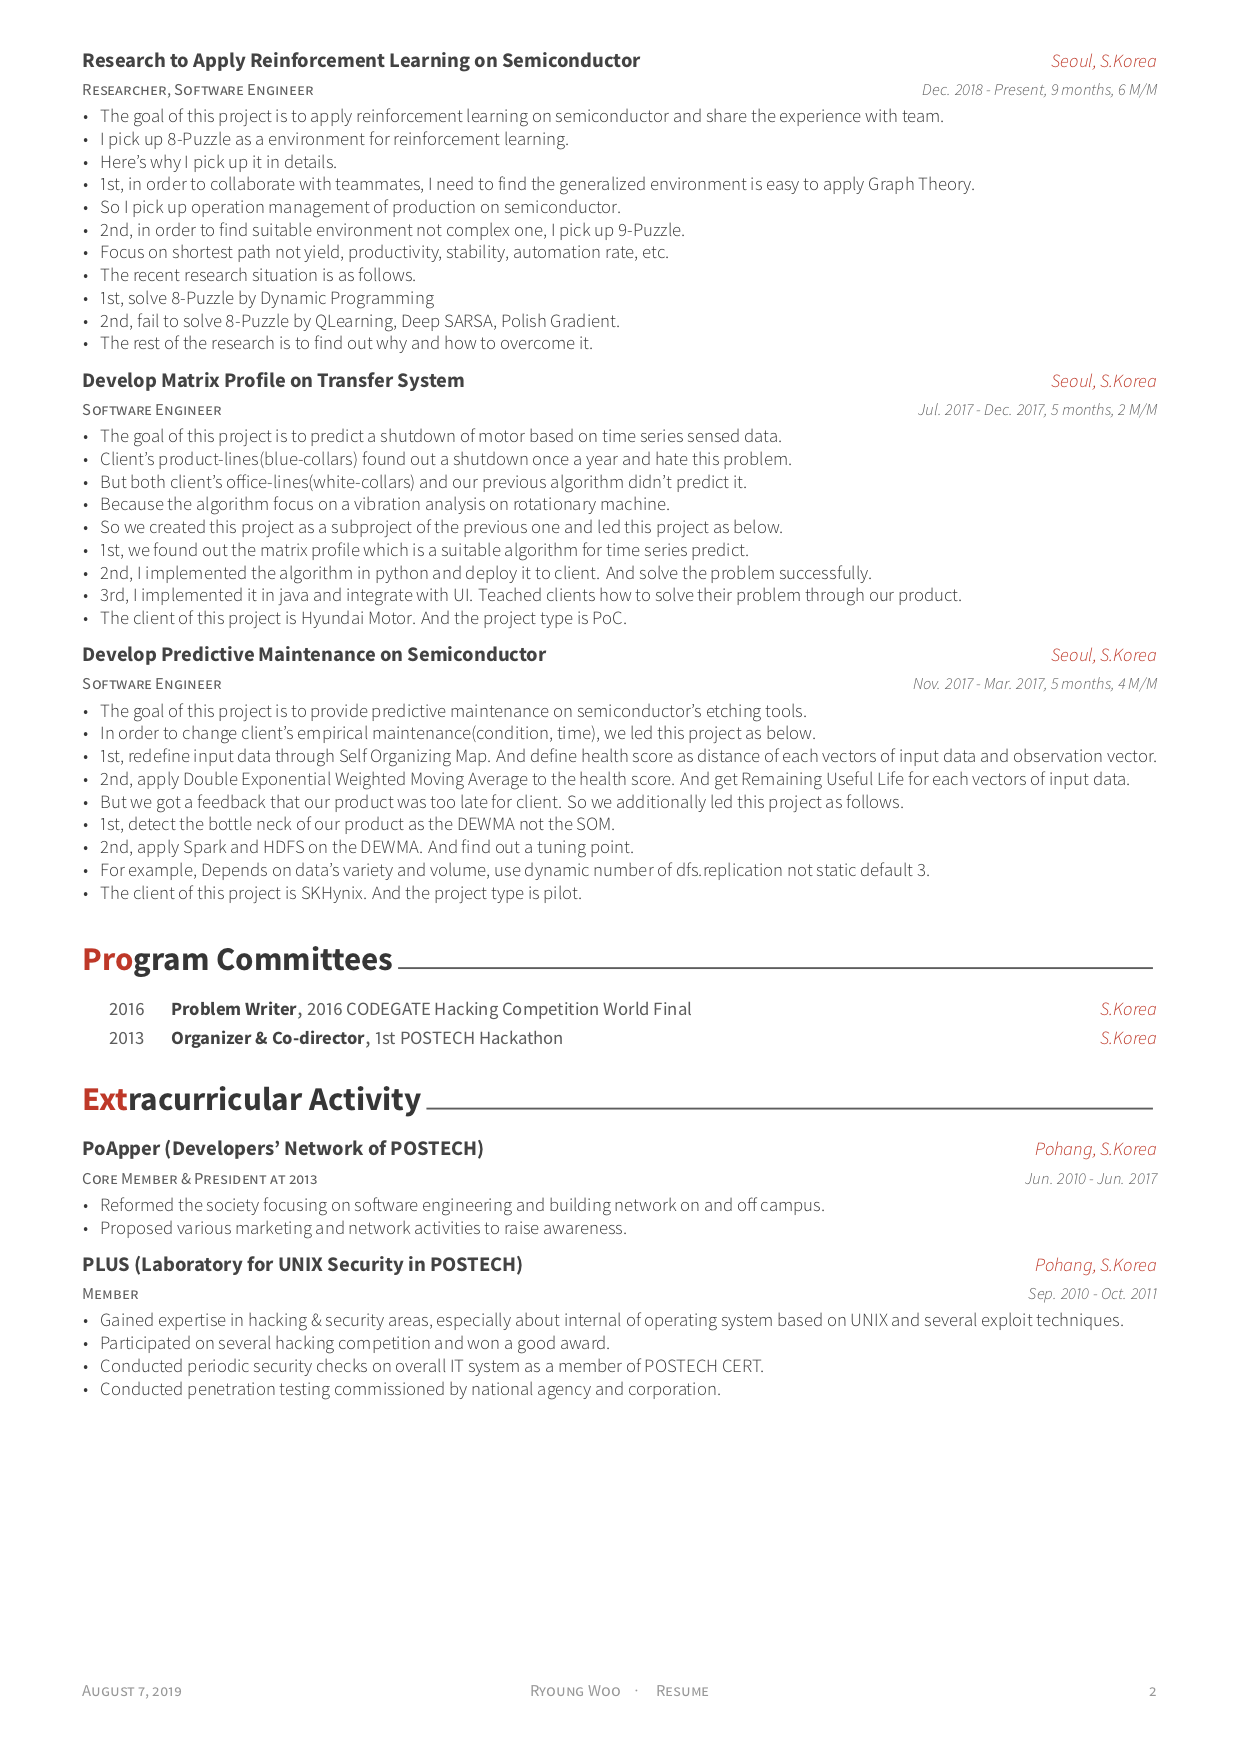 Research to Apply Reinforcement Learning on Semiconductor Seoul, S.Korea
Researcher, Software Engineer Dec. 2018 - Present, 9 months, 6 M/M
• The goal of this project is to apply reinforcement learning on semiconductor and share the experience with team.
• I pick up 8-Puzzle as a environment for reinforcement learning.
• Here’s why I pick up it in details.
• 1st, in order to collaborate with teammates, I need to find the generalized environment is easy to apply Graph Theory.
• So I pick up operation management of production on semiconductor.
• 2nd, in order to find suitable environment not complex one, I pick up 9-Puzzle.
• Focus on shortest path not yield, productivity, stability, automation rate, etc.
• The recent research situation is as follows.
• 1st, solve 8-Puzzle by Dynamic Programming
• 2nd, fail to solve 8-Puzzle by QLearning, Deep SARSA, Polish Gradient.
• The rest of the research is to find out why and how to overcome it.
Develop Matrix Profile on Transfer System Seoul, S.Korea
Software Engineer Jul. 2017 - Dec. 2017, 5 months, 2 M/M
• The goal of this project is to predict a shutdown of motor based on time series sensed data.
• Client’s product-lines(blue-collars) found out a shutdown once a year and hate this problem.
• But both client’s office-lines(white-collars) and our previous algorithm didn’t predict it.
• Because the algorithm focus on a vibration analysis on rotationary machine.
• So we created this project as a subproject of the previous one and led this project as below.
• 1st, we found out the matrix profile which is a suitable algorithm for time series predict.
• 2nd, I implemented the algorithm in python and deploy it to client. And solve the problem successfully.
• 3rd, I implemented it in java and integrate with UI. Teached clients how to solve their problem through our product.
• The client of this project is Hyundai Motor. And the project type is PoC.
Develop Predictive Maintenance on Semiconductor Seoul, S.Korea
Software Engineer Nov. 2017 - Mar. 2017, 5 months, 4 M/M
• The goal of this project is to provide predictive maintenance on semiconductor’s etching tools.
• In order to change client’s empirical maintenance(condition, time), we led this project as below.
• 1st, redefine input data through Self Organizing Map. And define health score as distance of each vectors of input data and observation vector.
• 2nd, apply Double Exponential Weighted Moving Average to the health score. And get Remaining Useful Life for each vectors of input data.
• But we got a feedback that our product was too late for client. So we additionally led this project as follows.
• 1st, detect the bottle neck of our product as the DEWMA not the SOM.
• 2nd, apply Spark and HDFS on the DEWMA. And find out a tuning point.
• For example, Depends on data’s variety and volume, use dynamic number of dfs.replication not static default 3.
• The client of this project is SKHynix. And the project type is pilot.
Program Committees
2016 Problem Writer, 2016 CODEGATE Hacking Competition World Final S.Korea
2013 Organizer & Co-director, 1st POSTECH Hackathon S.Korea
Extracurricular Activity
PoApper (Developers’ Network of POSTECH) Pohang, S.Korea
Core Member & President at 2013 Jun. 2010 - Jun. 2017
• Reformed the society focusing on software engineering and building network on and off campus.
• Proposed various marketing and network activities to raise awareness.
PLUS (Laboratory for UNIX Security in POSTECH) Pohang, S.Korea
Member Sep. 2010 - Oct. 2011
• Gained expertise in hacking & security areas, especially about internal of operating system based on UNIX and several exploit techniques.
• Participated on several hacking competition and won a good award.
• Conducted periodic security checks on overall IT system as a member of POSTECH CERT.
• Conducted penetration testing commissioned by national agency and corporation.
August 7, 2019 Ryoung Woo · Resume 2